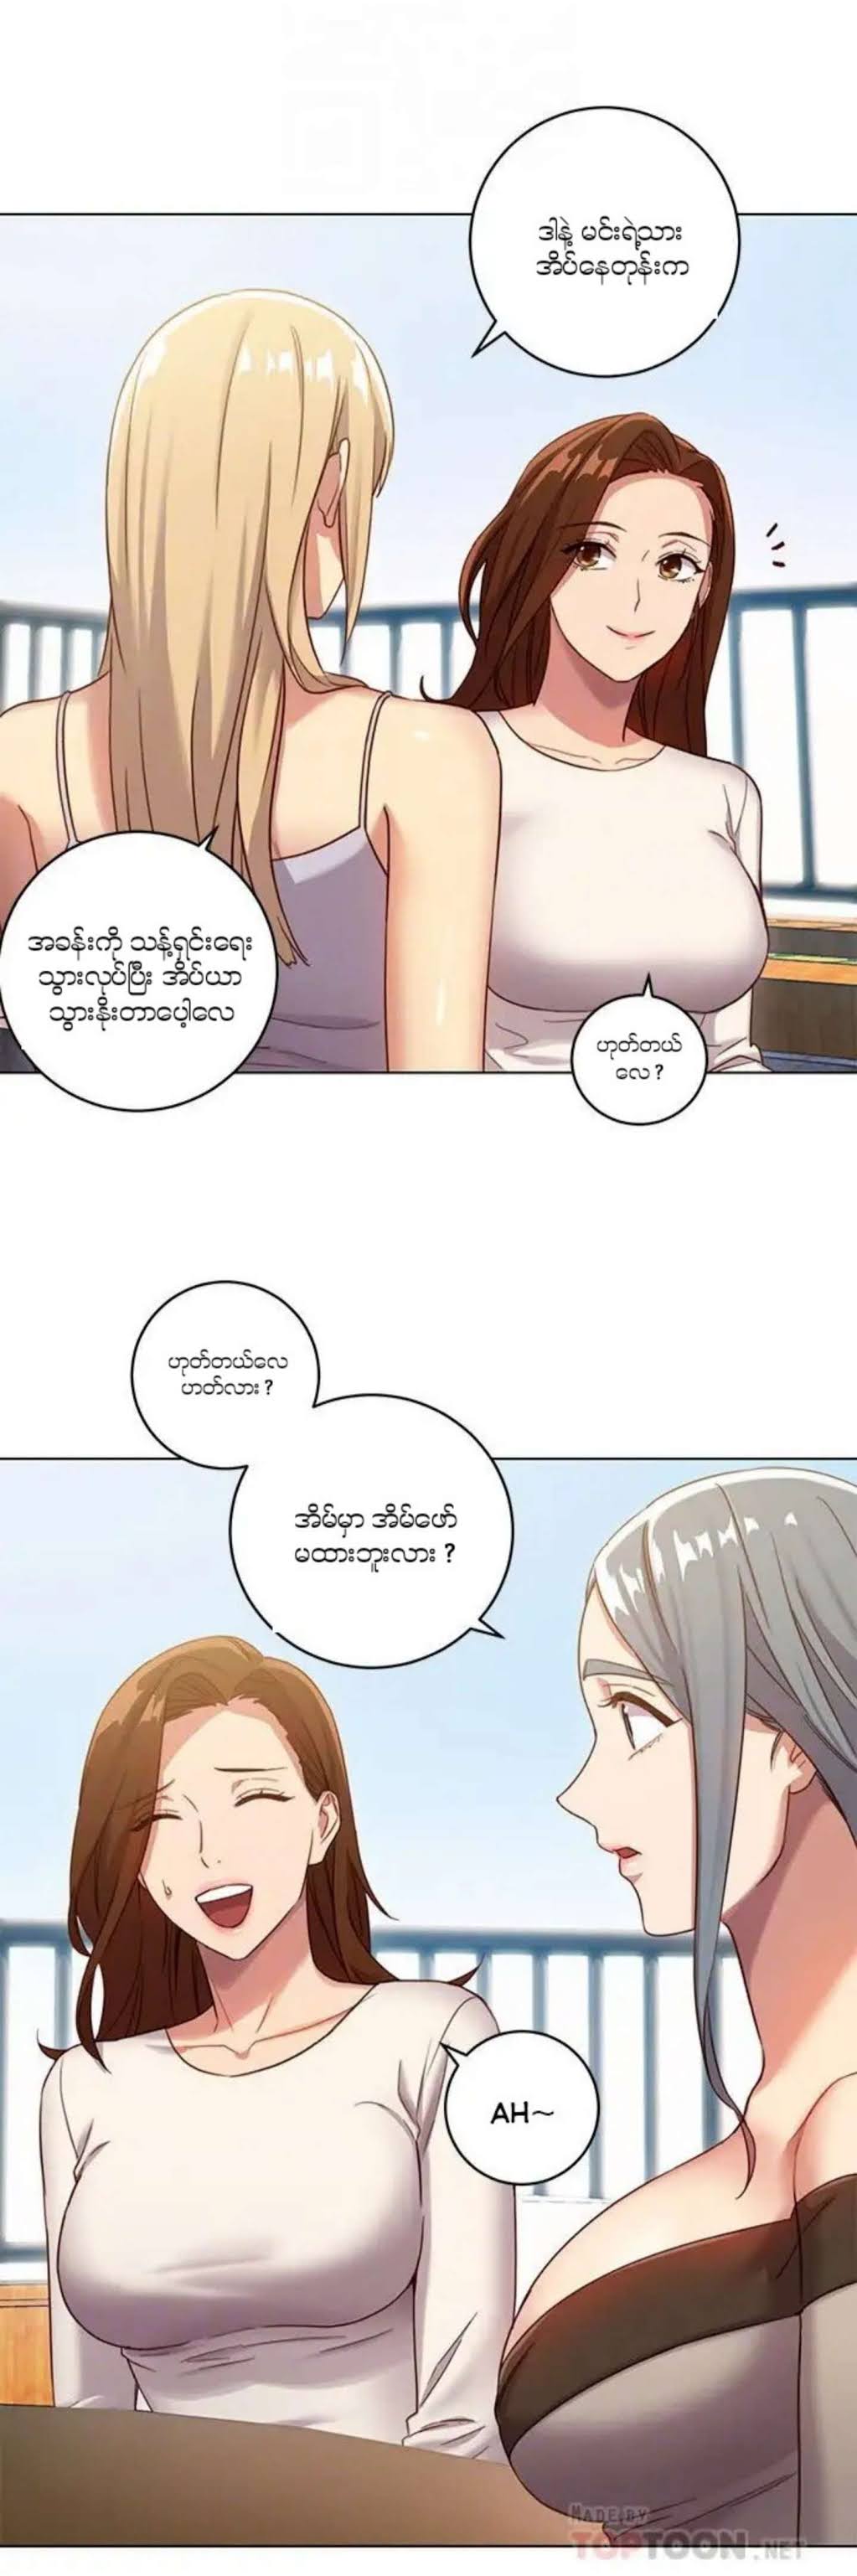 ဒါနဲ့ မင်းရဲ့သား
အိပ်နေတုန်းက
အခန်းကို သန့်ရှင်းရေး
သွားလုပ်ပြီး အိပ်ယာ
သွားနိုးတာပေ့ါလေ
ဟုတ်တယ်
လေ ?
ဟုတ်တယ်လေ
ဟတ်လား ?
အိမ်မှာ အိမ်ဖော်
မထားဘူးလား ?
AH~
MADE BY
TOPTOON.NET